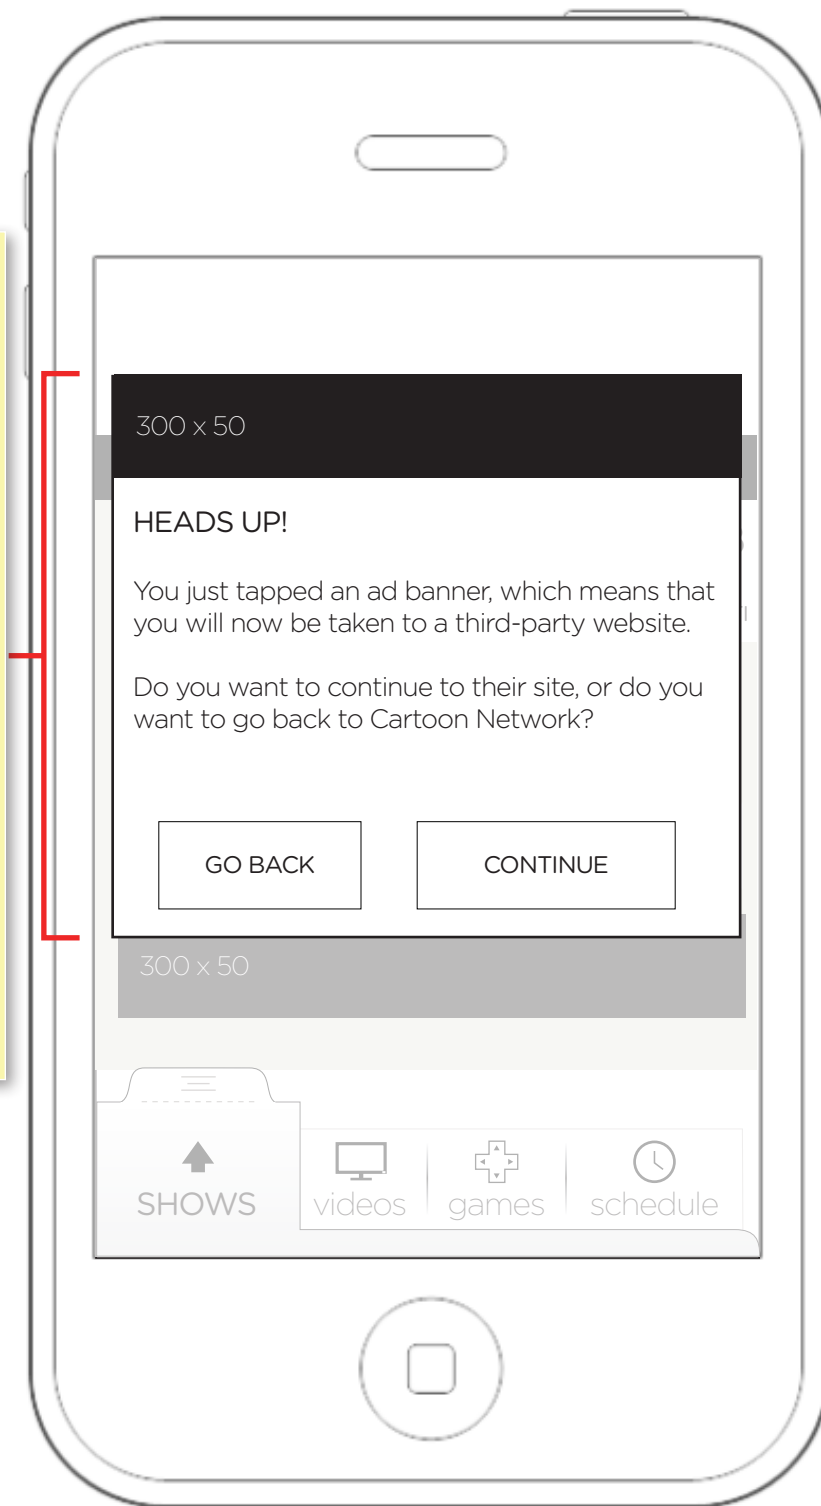 300 x 50
HEADS UP!
You just tapped an ad banner, which means that
you will now be taken to a third-party website.
Do you want to continue to their site, or do you
want to go back to Cartoon Network?
GO BACK
CONTINUE
300 x 50
SHOWS
videos
games
schedule